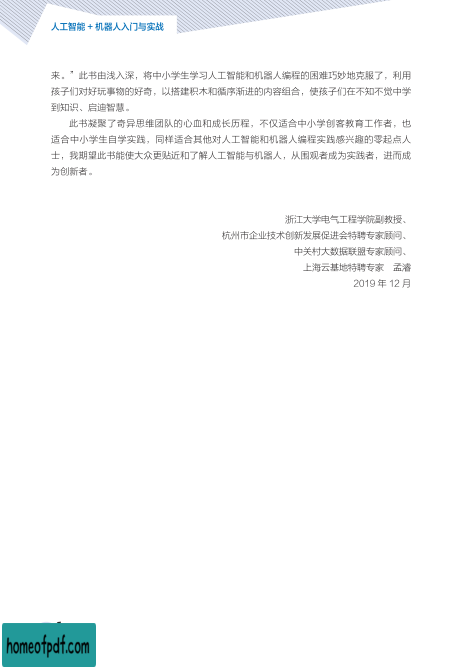 人工智能 + 机器人入门与实战
来。”此书由浅入深，将中小学生学习人工智能和机器人编程的困难巧妙地克服了，利用
孩子们对好玩事物的好奇，以搭建积木和循序渐进的内容组合，使孩子们在不知不觉中学
到知识、启迪智慧。
此书凝聚了奇异思维团队的心血和成长历程，不仅适合中小学创客教育工作者，也
适合中小学生自学实践，同样适合其他对人工智能和机器人编程实践感兴趣的零起点人
士，我期望此书能使大众更贴近和了解人工智能与机器人，从围观者成为实践者，进而成
为创新者。
浙江大学电气工程学院副教授、
杭州市企业技术创新发展促进会特聘专家顾问、
中关村大数据联盟专家顾问、
上海云基地特聘专家　孟濬
2019 年 12 月
homeofpdf.com